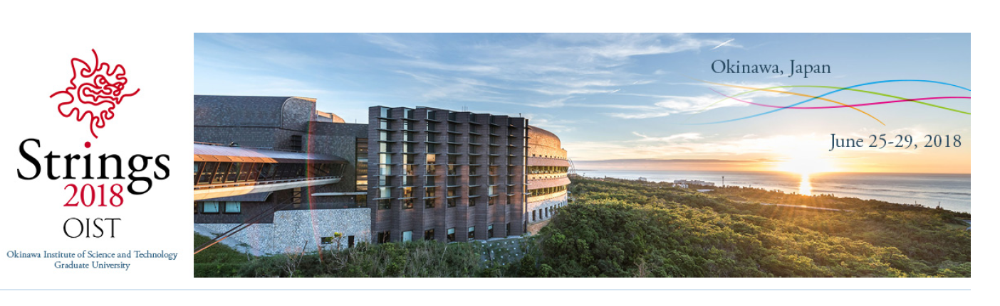 Strings
2018
OIST
Okinawa Institute of Science and Technology
Graduate University
Okinawa, Japan
June 25-29, 2018